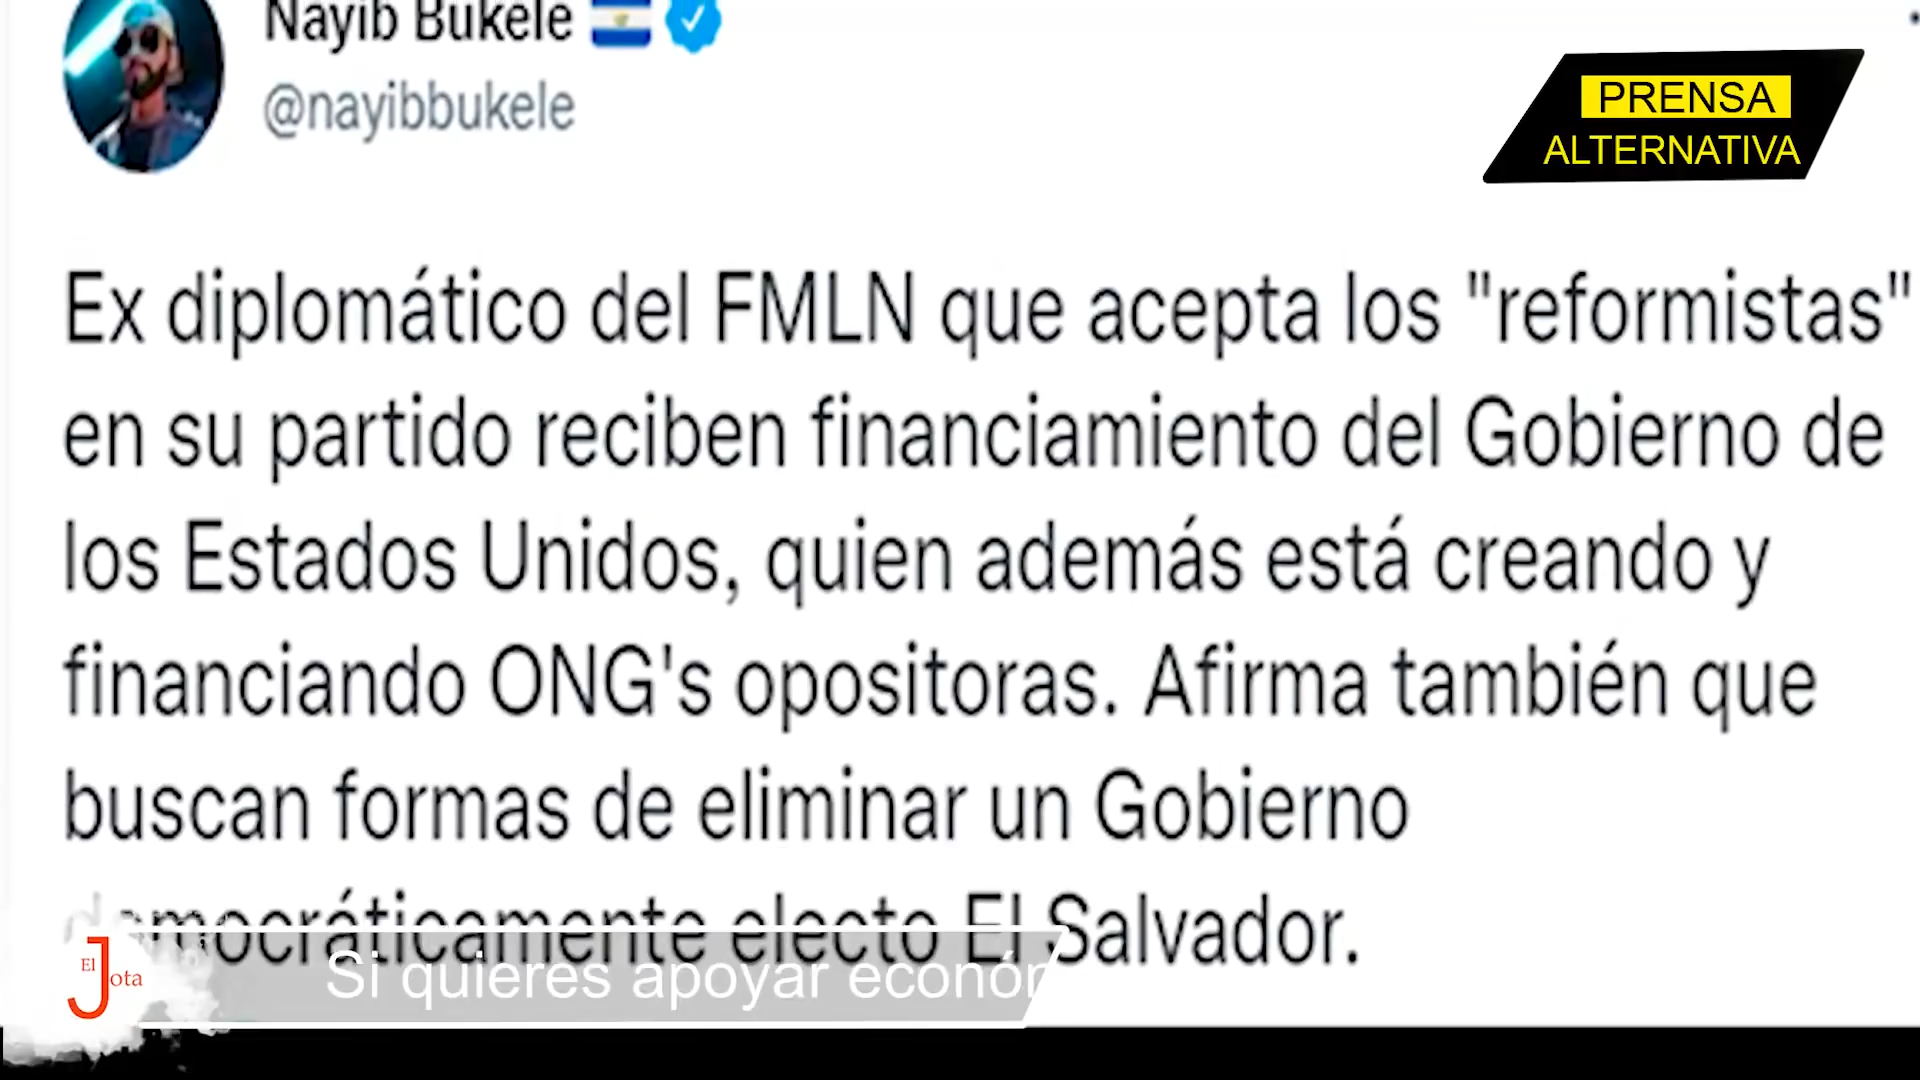 Nayib Bukele
@nayibbukele
PRENSA
ALTERNATIVA
Ex diplomático del FMLN que acepta los "reformistas"
en su partido reciben financiamiento del Gobierno de
los Estados Unidos, quien además está creando y
financiando ONG's opositoras. Afirma también que
buscan formas de eliminar un Gobierno
democráticamente electo El Salvador.
El Jota
Si quieres apoyar econó